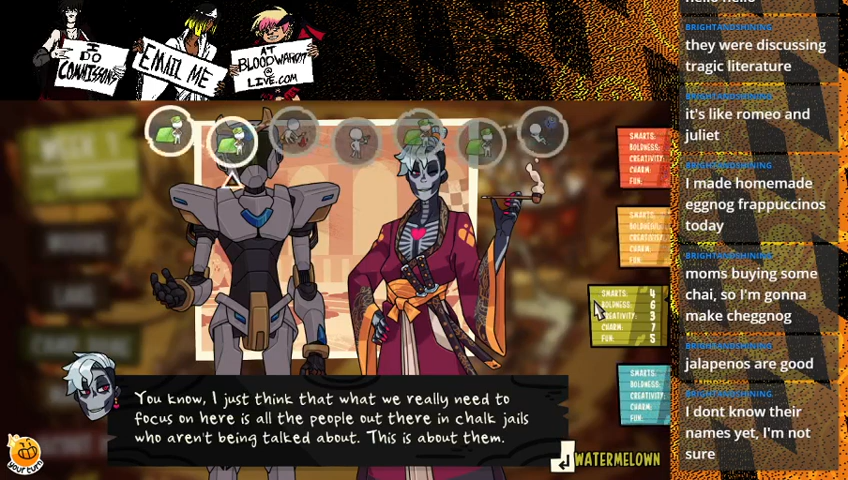 I DO
COMMISSONS
EMAIL ME
AT
BLOODWARDT
@
LIVE.COM
WEEK 1
SMARTS:
BOLDNESS:
CREATIVITY:
CHARM:
FUN:
SMARTS:
BOLDNESS:
CREATIVITY:
CHARM:
FUN:
SMARTS: 4
BOLDNESS: 6
CREATIVITY: 3
CHARM: 7
FUN: 5
SMARTS:
BOLDNESS:
CREATIVITY:
CHARM:
FUN:
You know, I just think that what we really need to
focus on here is all the people out there in chalk jails
who aren't being talked about. This is about them.
your turn
WATERMELOWN
hello hello
BRIGHTANDSHINING
they were discussing
tragic literature
BRIGHTANDSHINING
it's like romeo and
juliet
BRIGHTANDSHINING
I made homemade
eggnog frappuccinos
today
BRIGHTANDSHINING
moms buying some
chai, so I'm gonna
make cheggnog
BRIGHTANDSHINING
jalapenos are good
BRIGHTANDSHINING
I dont know their
names yet, I'm not
sure